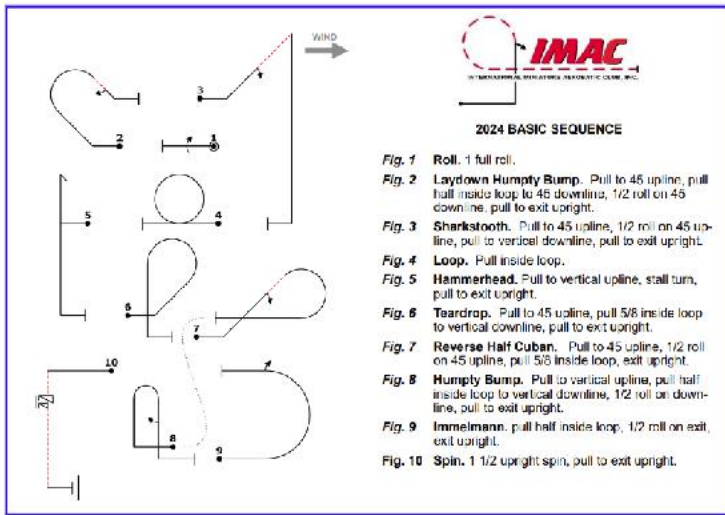 WIND
1
2
3
4
5
6
7
8
9
10
IMAC
INTERNATIONAL MINIATURE AEROBATIC CLUB, INC.
2024 BASIC SEQUENCE
Fig. 1 Roll. 1 full roll.
Fig. 2 Laydown Humpty Bump. Pull to 45 upline, pull
half inside loop to 45 downline, 1/2 roll on 45
downline, pull to exit upright.
Fig. 3 Sharkstooth. Pull to 45 upline, 1/2 roll on 45 up-
line, pull to vertical downline, pull to exit upright.
Fig. 4 Loop. Pull inside loop.
Fig. 5 Hammerhead. Pull to vertical upline, stall turn,
pull to exit upright.
Fig. 6 Teardrop. Pull to 45 upline, pull 5/8 inside loop
to vertical downline, pull to exit upright.
Fig. 7 Reverse Half Cuban. Pull to 45 upline, 1/2 roll
on 45 upline, pull 5/8 inside loop, exit upright.
Fig. 8 Humpty Bump. Pull to vertical upline, pull half
inside loop to vertical downline, 1/2 roll on down-
line, pull to exit upright.
Fig. 9 Immelmann. pull half inside loop, 1/2 roll on exit,
exit upright.
Fig. 10 Spin. 1 1/2 upright spin, pull to exit upright.